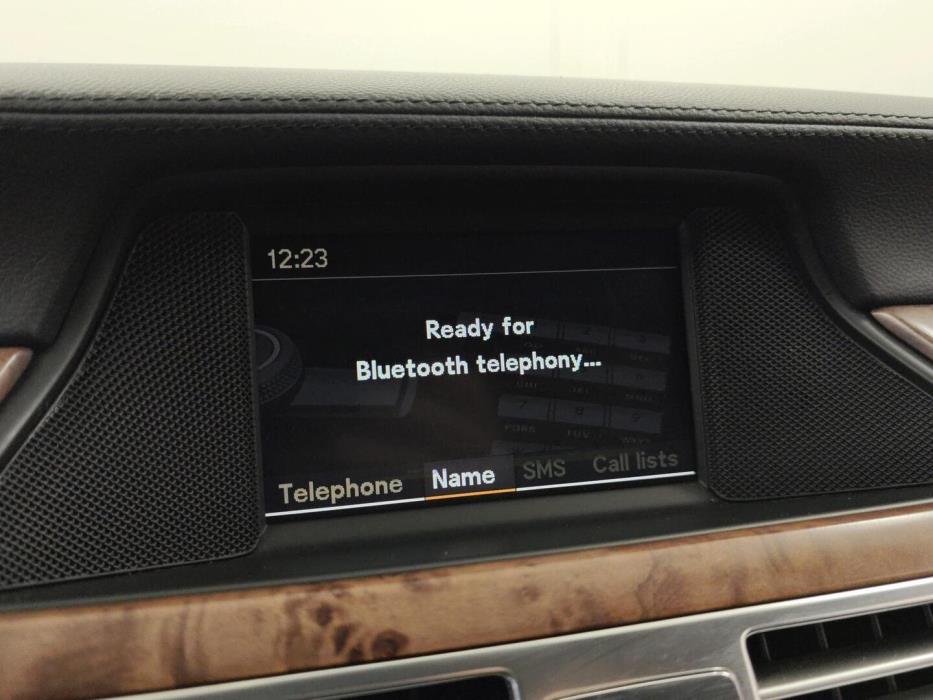 12:23
Ready for
Bluetooth telephony...
Telephone Name SMS Call lists